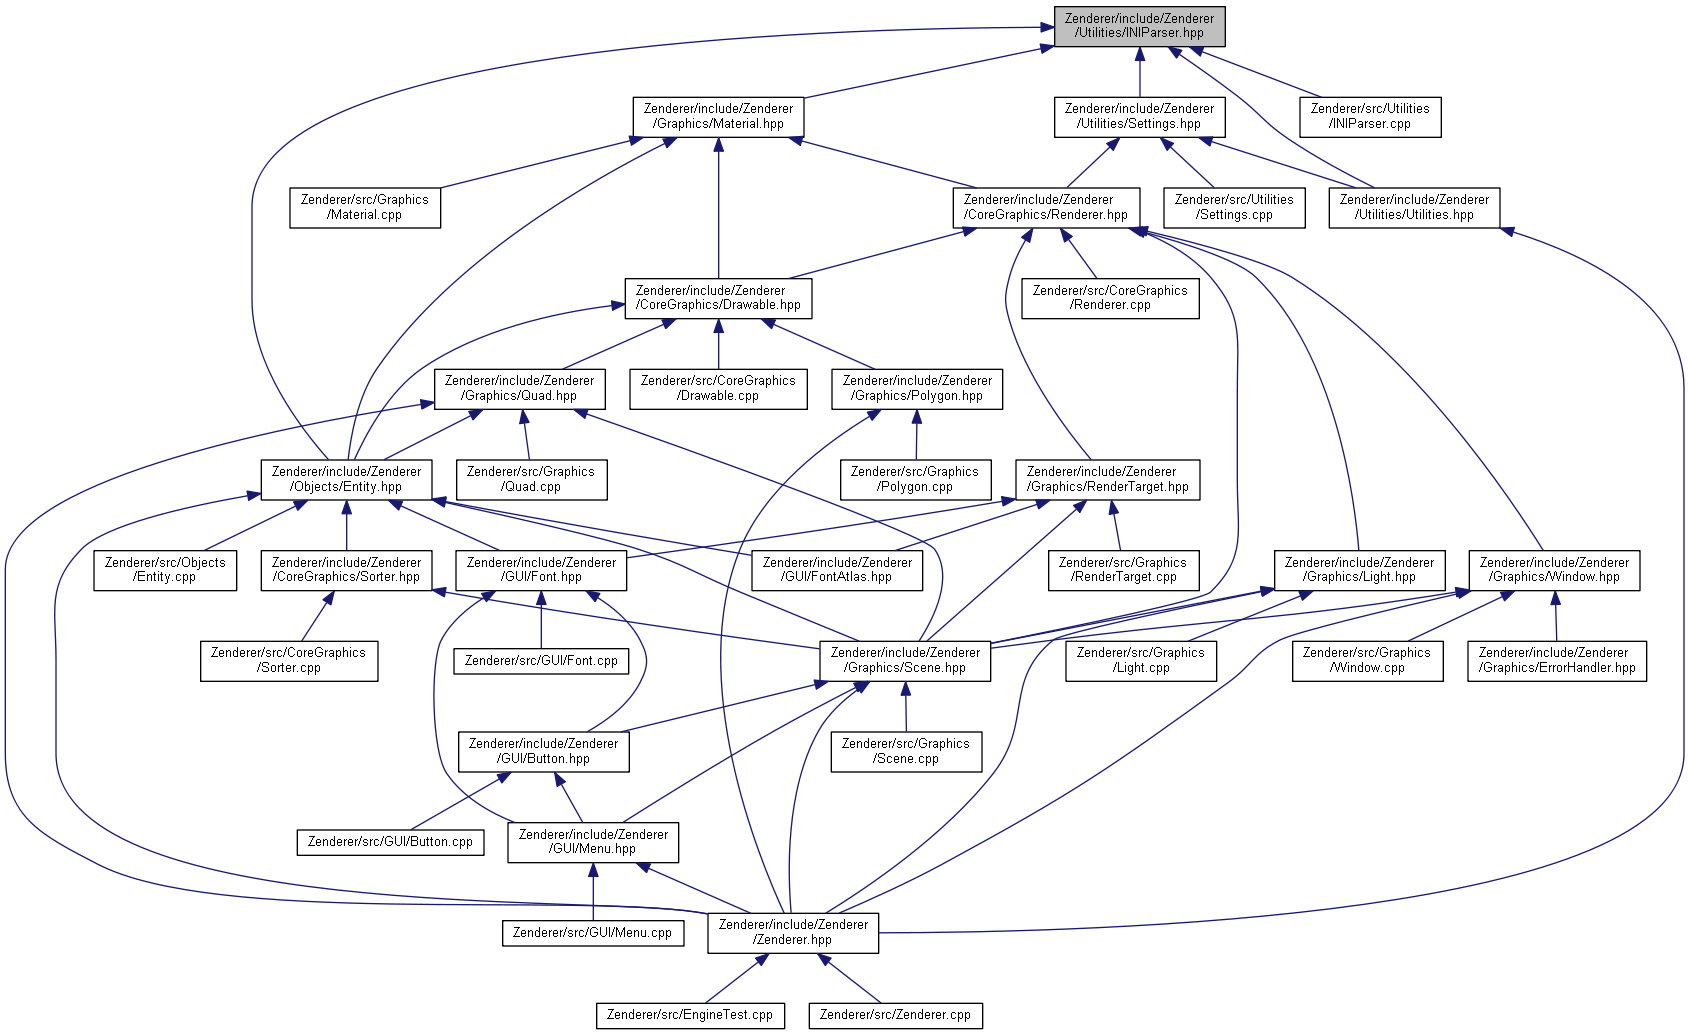 Zenderer/include/Zenderer
/Utilities/INIParser.hpp
Zenderer/include/Zenderer
/Graphics/Material.hpp
Zenderer/include/Zenderer
/Utilities/Settings.hpp
Zenderer/src/Utilities
/INIParser.cpp
Zenderer/src/Graphics
/Material.cpp
Zenderer/include/Zenderer
/CoreGraphics/Renderer.hpp
Zenderer/src/Utilities
/Settings.cpp
Zenderer/include/Zenderer
/Utilities/Utilities.hpp
Zenderer/include/Zenderer
/CoreGraphics/Drawable.hpp
Zenderer/src/CoreGraphics
/Renderer.cpp
Zenderer/include/Zenderer
/Graphics/Quad.hpp
Zenderer/src/CoreGraphics
/Drawable.cpp
Zenderer/include/Zenderer
/Graphics/Polygon.hpp
Zenderer/include/Zenderer
/Objects/Entity.hpp
Zenderer/src/Graphics
/Quad.cpp
Zenderer/src/Graphics
/Polygon.cpp
Zenderer/include/Zenderer
/Graphics/RenderTarget.hpp
Zenderer/src/Objects
/Entity.cpp
Zenderer/include/Zenderer
/CoreGraphics/Sorter.hpp
Zenderer/include/Zenderer
/GUI/Font.hpp
Zenderer/include/Zenderer
/GUI/FontAtlas.hpp
Zenderer/src/Graphics
/RenderTarget.cpp
Zenderer/include/Zenderer
/Graphics/Light.hpp
Zenderer/include/Zenderer
/Graphics/Window.hpp
Zenderer/src/CoreGraphics
/Sorter.cpp
Zenderer/src/GUI/Font.cpp
Zenderer/include/Zenderer
/Graphics/Scene.hpp
Zenderer/src/Graphics
/Light.cpp
Zenderer/src/Graphics
/Window.cpp
Zenderer/include/Zenderer
/Graphics/ErrorHandler.hpp
Zenderer/include/Zenderer
/GUI/Button.hpp
Zenderer/src/Graphics
/Scene.cpp
Zenderer/src/GUI/Button.cpp
Zenderer/include/Zenderer
/GUI/Menu.hpp
Zenderer/src/GUI/Menu.cpp
Zenderer/include/Zenderer
/Zenderer.hpp
Zenderer/src/EngineTest.cpp
Zenderer/src/Zenderer.cpp